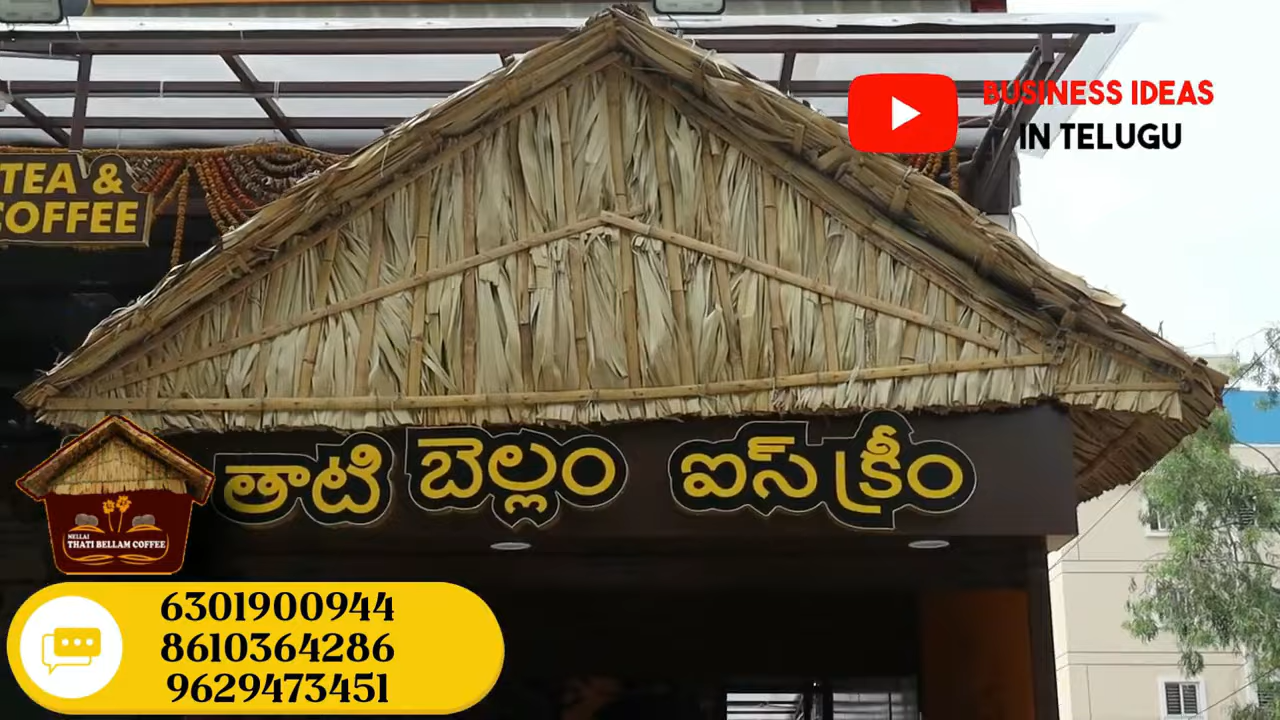 BUSINESS IDEAS
IN TELUGU
TEA &
COFFEE
తాటి బెల్లం ఐస్ క్రీం
NELLAI
THATI BELLAM COFFEE
6301900944
8610364286
9629473451